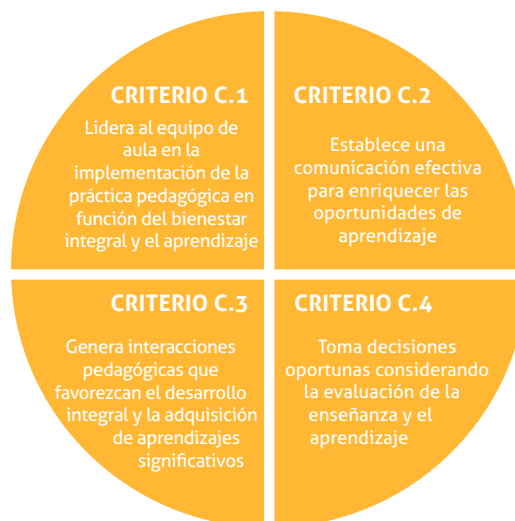 CRITERIO C.1
Lidera al equipo de
aula en la
implementación de la
práctica pedagógica en
función del bienestar
integral y el aprendizaje
CRITERIO C.2
Establece una
comunicación efectiva
para enriquecer las
oportunidades de
aprendizaje
CRITERIO C.3
Genera interacciones
pedagógicas que
favorezcan el desarrollo
integral y la adquisición
de aprendizajes
significativos
CRITERIO C.4
Toma decisiones
oportunas considerando
la evaluación de la
enseñanza y el
aprendizaje